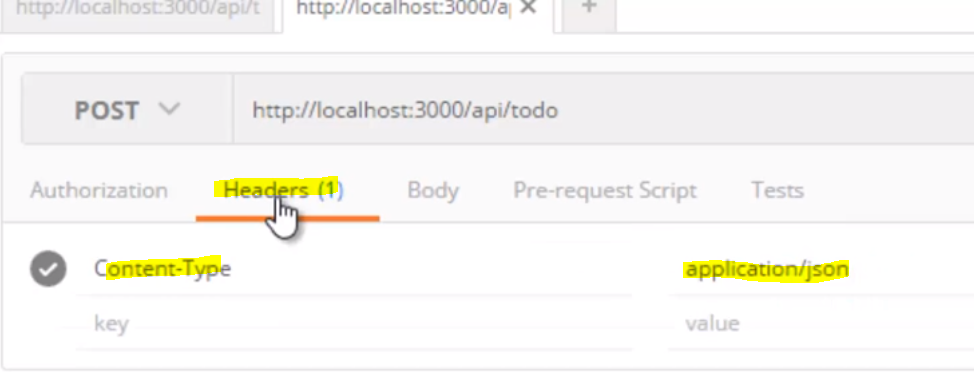 http://localhost:3000/api/t http://localhost:3000/a +
POST http://localhost:3000/api/todo
Authorization Headers (1) Body Pre-request Script Tests
Content-Type application/json
key value